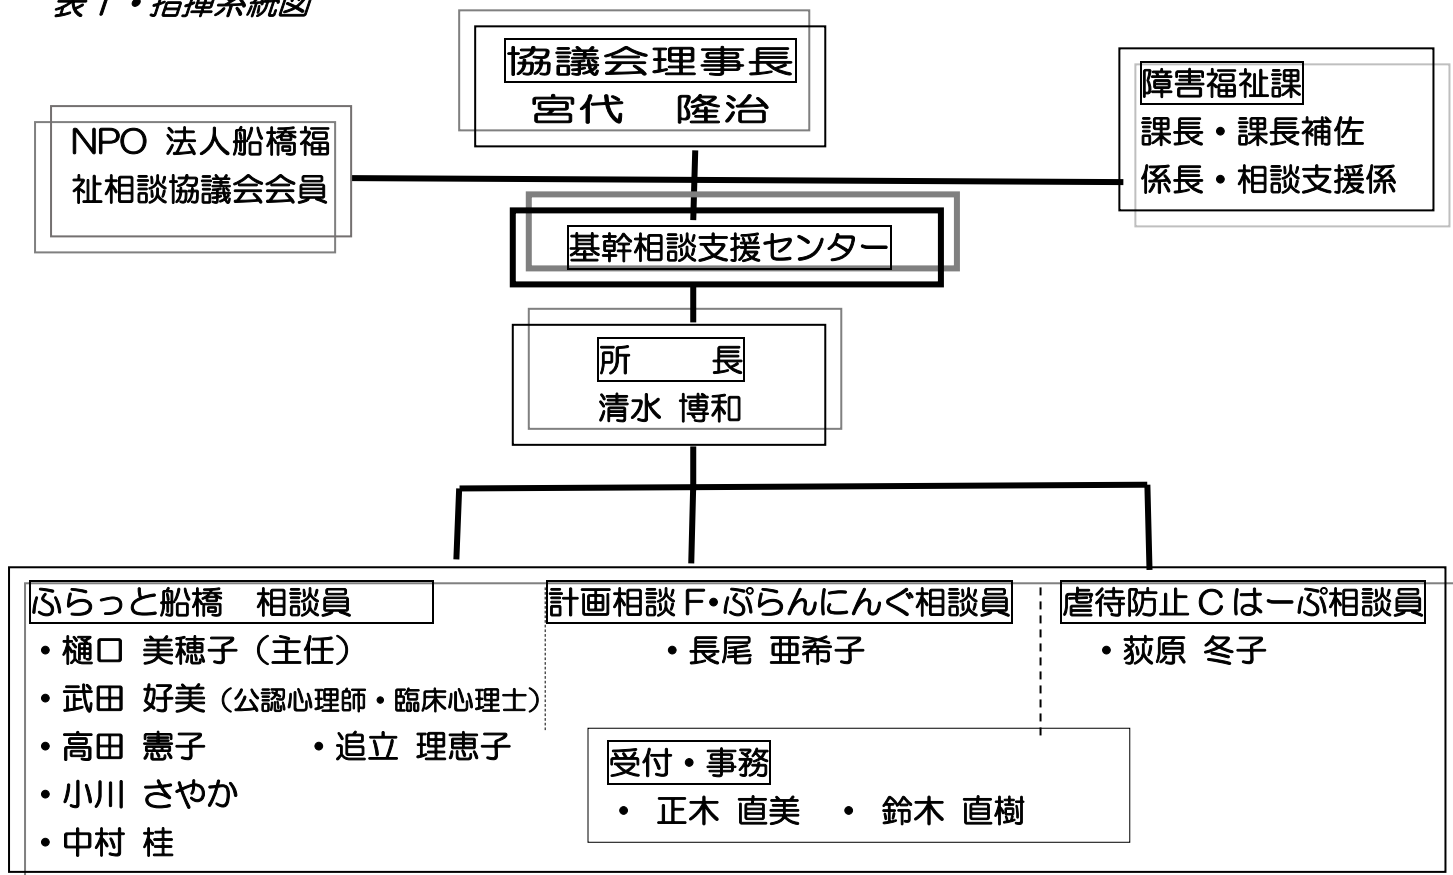 表1・指揮系統図
協議会理事長
宮代 隆治
NPO 法人船橋福
祉相談協議会会員
障害福祉課
課長・課長補佐
係長・相談支援係
基幹相談支援センター
所 長
清水 博和
ふらっと船橋 相談員
・樋口 美穂子(主任)
・武田 好美(公認心理師・臨床心理士)
・高田 憲子 ・追立 理恵子
・小川 さやか
・中村 桂
計画相談F・ぷらんにんぐ相談員
・長尾 亜希子
虐待防止Cはーぷ相談員
・荻原 冬子
受付・事務
・ 正木 直美 ・ 鈴木 直樹